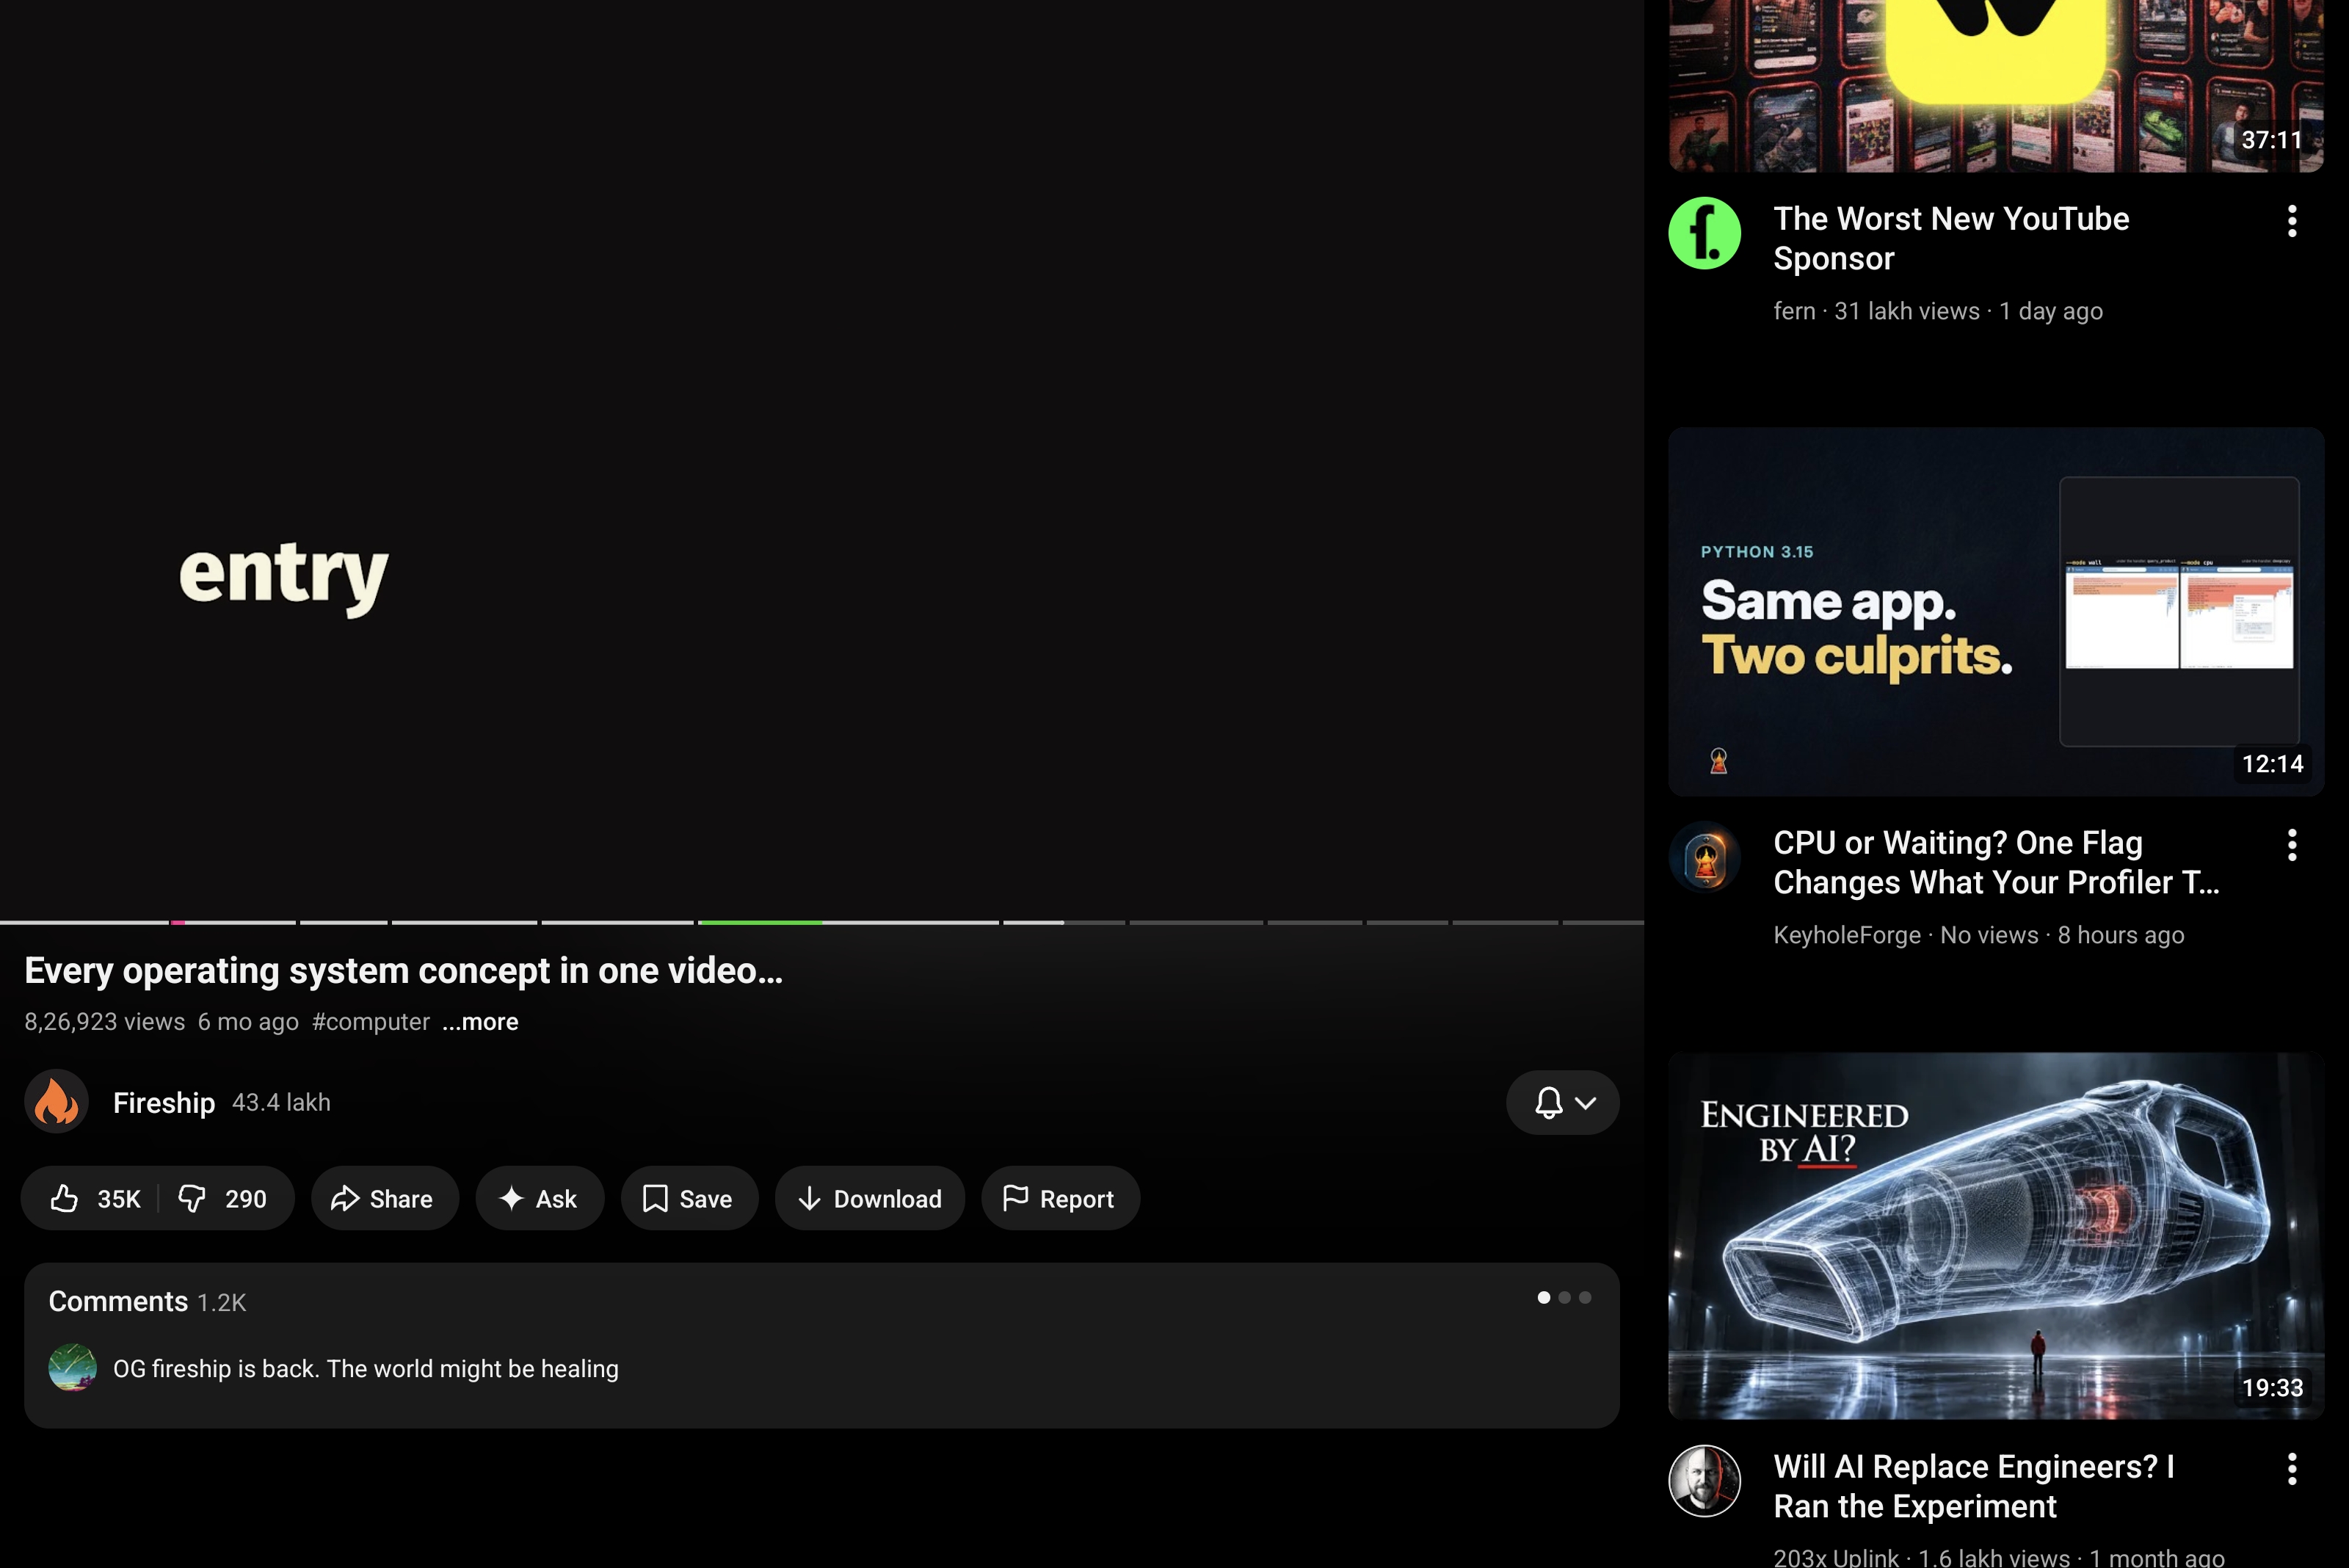 entry
Every operating system concept in one video...
8,26,923 views 6 mo ago #computer ...more
Fireship 43.4 lakh
35K 290 Share Ask Save Download Report
Comments 1.2K
OG fireship is back. The world might be healing
37:11
f.
The Worst New YouTube
Sponsor
fern · 31 lakh views · 1 day ago
PYTHON 3.15
Same app.
Two culprits.
12:14
CPU or Waiting? One Flag
Changes What Your Profiler T...
KeyholeForge · No views · 8 hours ago
ENGINEERED
BY AI?
19:33
Will AI Replace Engineers? I
Ran the Experiment
203x Uplink · 1.6 lakh views · 1 month ago